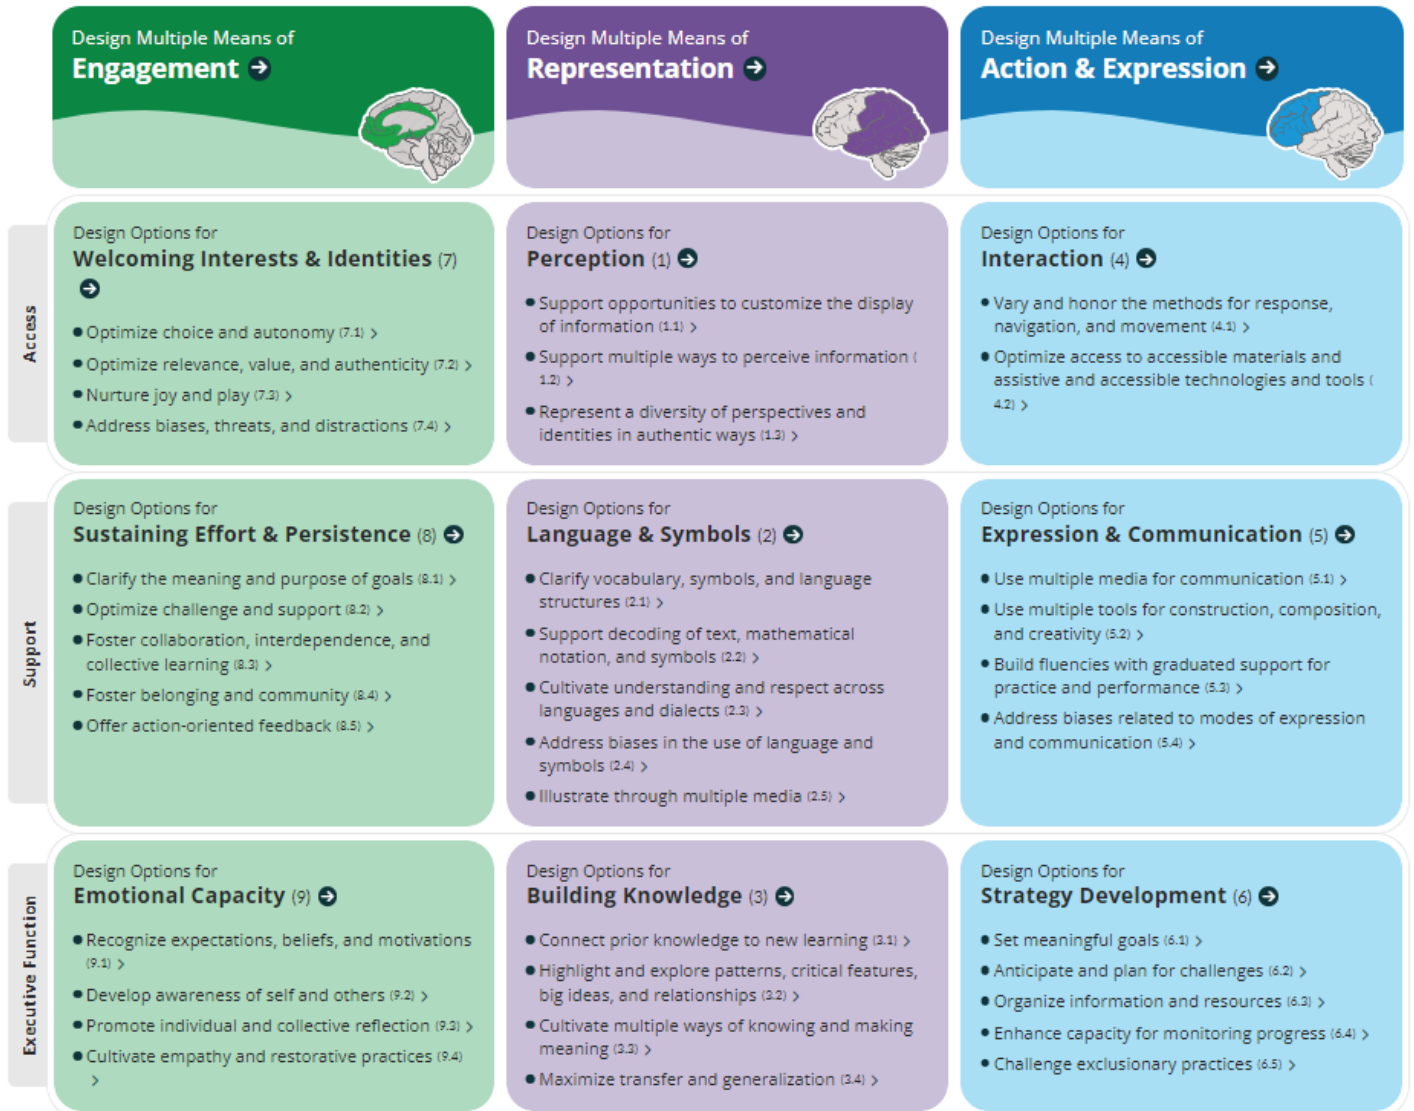 Design Multiple Means of
Engagement
Design Multiple Means of
Representation
Design Multiple Means of
Action & Expression
Access
Design Options for
Welcoming Interests & Identities (7)
Optimize choice and autonomy (7.1) >
Optimize relevance, value, and authenticity (7.2) >
Nurture joy and play (7.3) >
Address biases, threats, and distractions (7.4) >
Design Options for
Perception (1)
Support opportunities to customize the display
of information (1.1) >
Support multiple ways to perceive information (
1.2) >
Represent a diversity of perspectives and
identities in authentic ways (1.3) >
Design Options for
Interaction (4)
Vary and honor the methods for response,
navigation, and movement (4.1) >
Optimize access to accessible materials and
assistive and accessible technologies and tools (
4.2) >
Support
Design Options for
Sustaining Effort & Persistence (8)
Clarify the meaning and purpose of goals (8.1) >
Optimize challenge and support (8.2) >
Foster collaboration, interdependence, and
collective learning (8.3) >
Foster belonging and community (8.4) >
Offer action-oriented feedback (8.5) >
Design Options for
Language & Symbols (2)
Clarify vocabulary, symbols, and language
structures (2.1) >
Support decoding of text, mathematical
notation, and symbols (2.2) >
Cultivate understanding and respect across
languages and dialects (2.3) >
Address biases in the use of language and
symbols (2.4) >
Illustrate through multiple media (2.5) >
Design Options for
Expression & Communication (5)
Use multiple media for communication (5.1) >
Use multiple tools for construction, composition,
and creativity (5.2) >
Build fluencies with graduated support for
practice and performance (5.3) >
Address biases related to modes of expression
and communication (5.4) >
Executive Function
Design Options for
Emotional Capacity (9)
Recognize expectations, beliefs, and motivations
(9.1) >
Develop awareness of self and others (9.2) >
Promote individual and collective reflection (9.3) >
Cultivate empathy and restorative practices (9.4)
>
Design Options for
Building Knowledge (3)
Connect prior knowledge to new learning (3.1) >
Highlight and explore patterns, critical features,
big ideas, and relationships (3.2) >
Cultivate multiple ways of knowing and making
meaning (3.3) >
Maximize transfer and generalization (3.4) >
Design Options for
Strategy Development (6)
Set meaningful goals (6.1) >
Anticipate and plan for challenges (6.2) >
Organize information and resources (6.3) >
Enhance capacity for monitoring progress (6.4) >
Challenge exclusionary practices (6.5) >